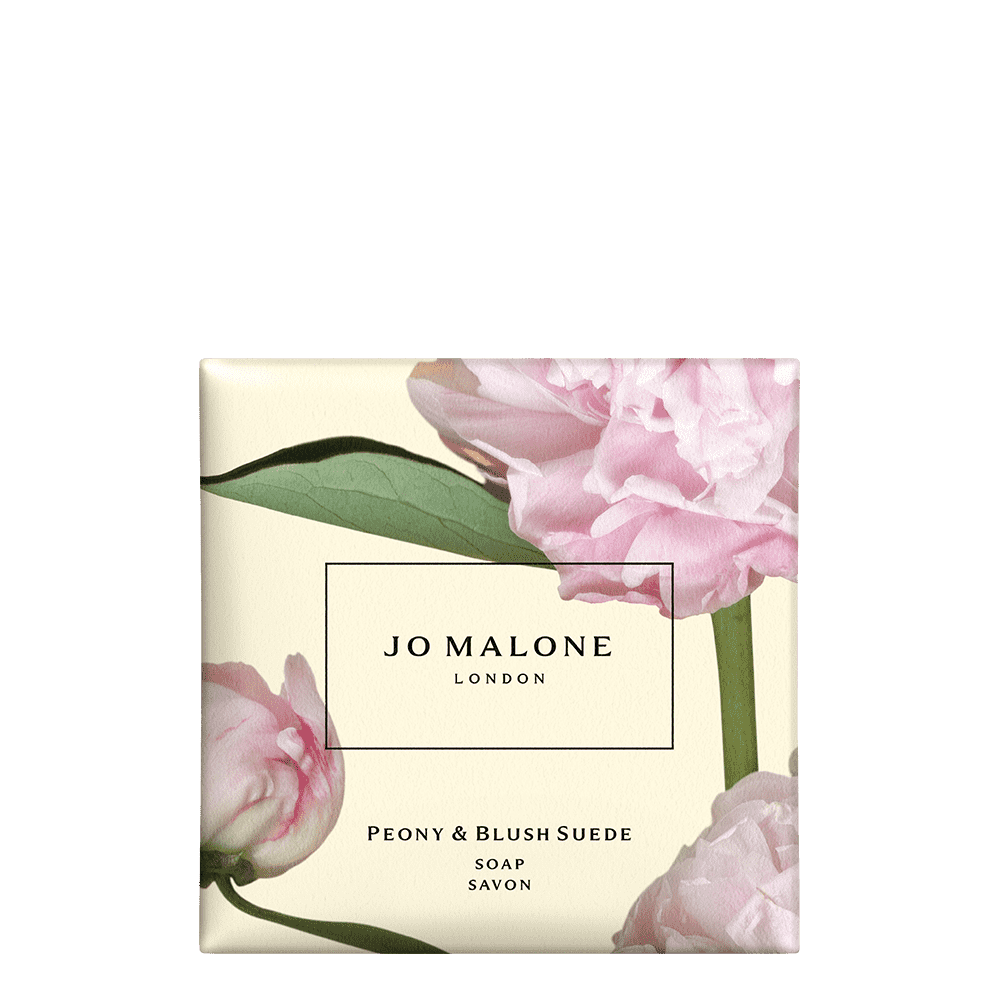 JO MALONE
LONDON
PEONY & BLUSH SUEDE
SOAP
SAVON